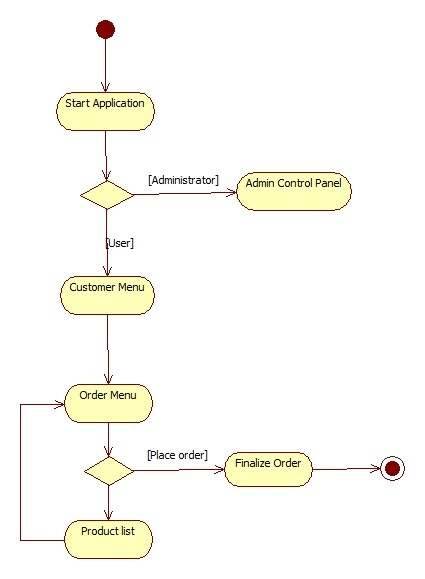 Start Application
[Administrator]
Admin Control Panel
[User]
Customer Menu
Order Menu
[Place order]
Finalize Order
Product list